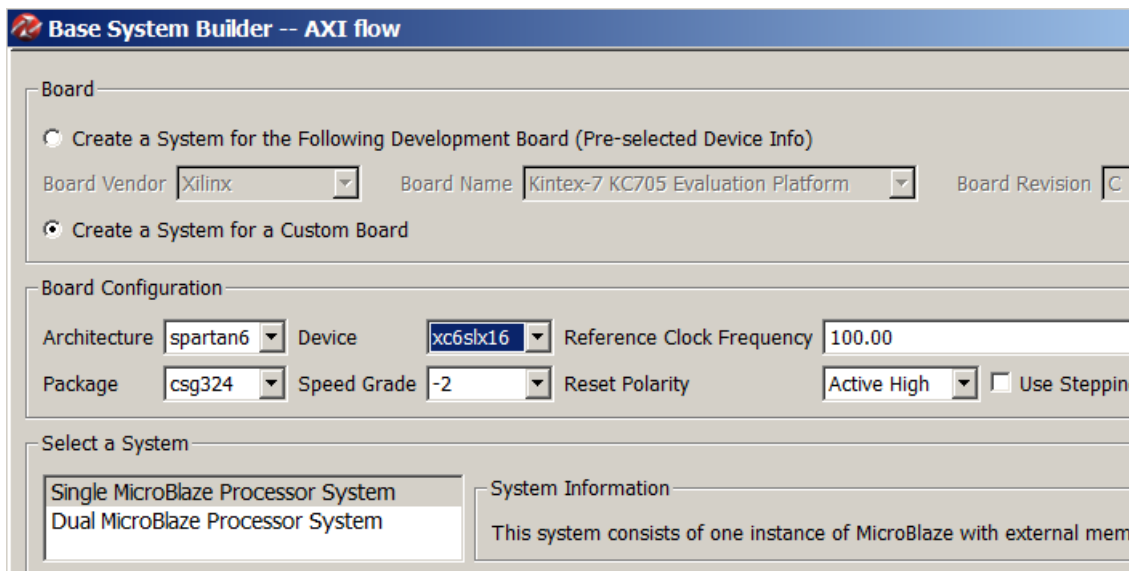 Base System Builder -- AXI flow
Board
Create a System for the Following Development Board (Pre-selected Device Info)
Board Vendor Xilinx Board Name Kintex-7 KC705 Evaluation Platform Board Revision C
Create a System for a Custom Board
Board Configuration
Architecture spartan6 Device xc6slx16 Reference Clock Frequency 100.00
Package csg324 Speed Grade -2 Reset Polarity Active High Use Steppin
Select a System
Single MicroBlaze Processor System
System Information
Dual MicroBlaze Processor System
This system consists of one instance of MicroBlaze with external mem